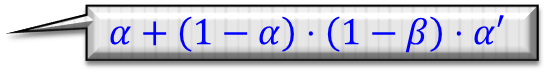 α + (1 − α) · (1 − β) · α′